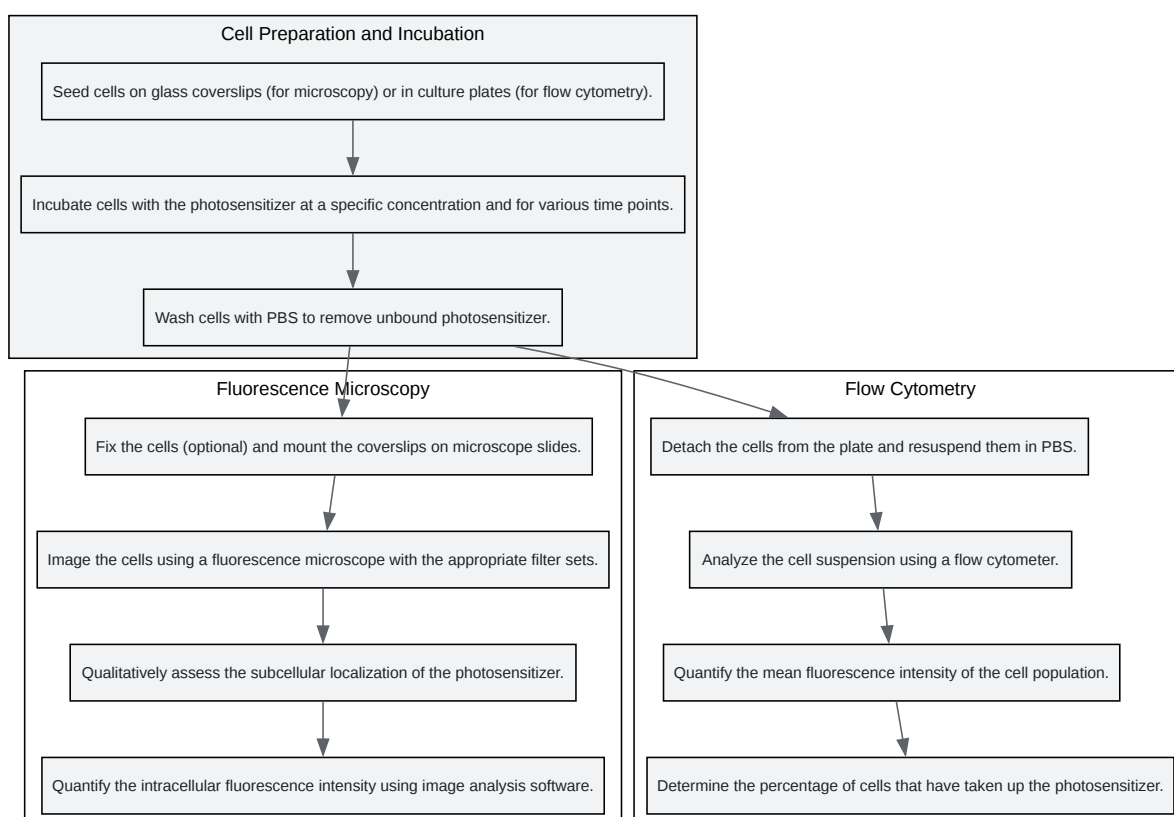 Cell Preparation and Incubation
Seed cells on glass coverslips (for microscopy) or in culture plates (for flow cytometry).
Incubate cells with the photosensitizer at a specific concentration and for various time points.
Wash cells with PBS to remove unbound photosensitizer.
Fluorescence Microscopy
Fix the cells (optional) and mount the coverslips on microscope slides.
Image the cells using a fluorescence microscope with the appropriate filter sets.
Qualitatively assess the subcellular localization of the photosensitizer.
Quantify the intracellular fluorescence intensity using image analysis software.
Flow Cytometry
Detach the cells from the plate and resuspend them in PBS.
Analyze the cell suspension using a flow cytometer.
Quantify the mean fluorescence intensity of the cell population.
Determine the percentage of cells that have taken up the photosensitizer.